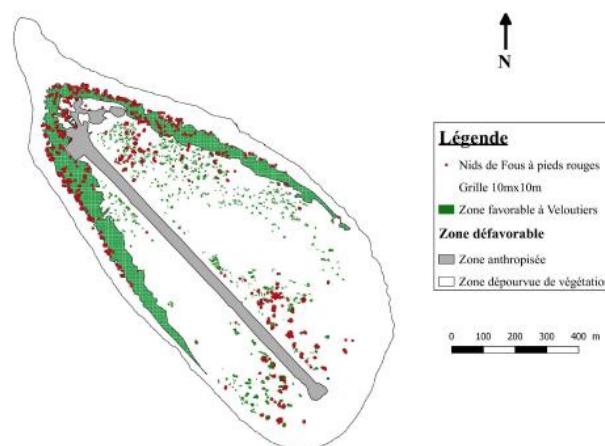 N
Légende
Nids de Fous à pieds rouges
Grille 10mx10m
Zone favorable à Veloutiers
Zone défavorable
Zone anthropisée
Zone dépourvue de végétation
0 100 200 300 400 m